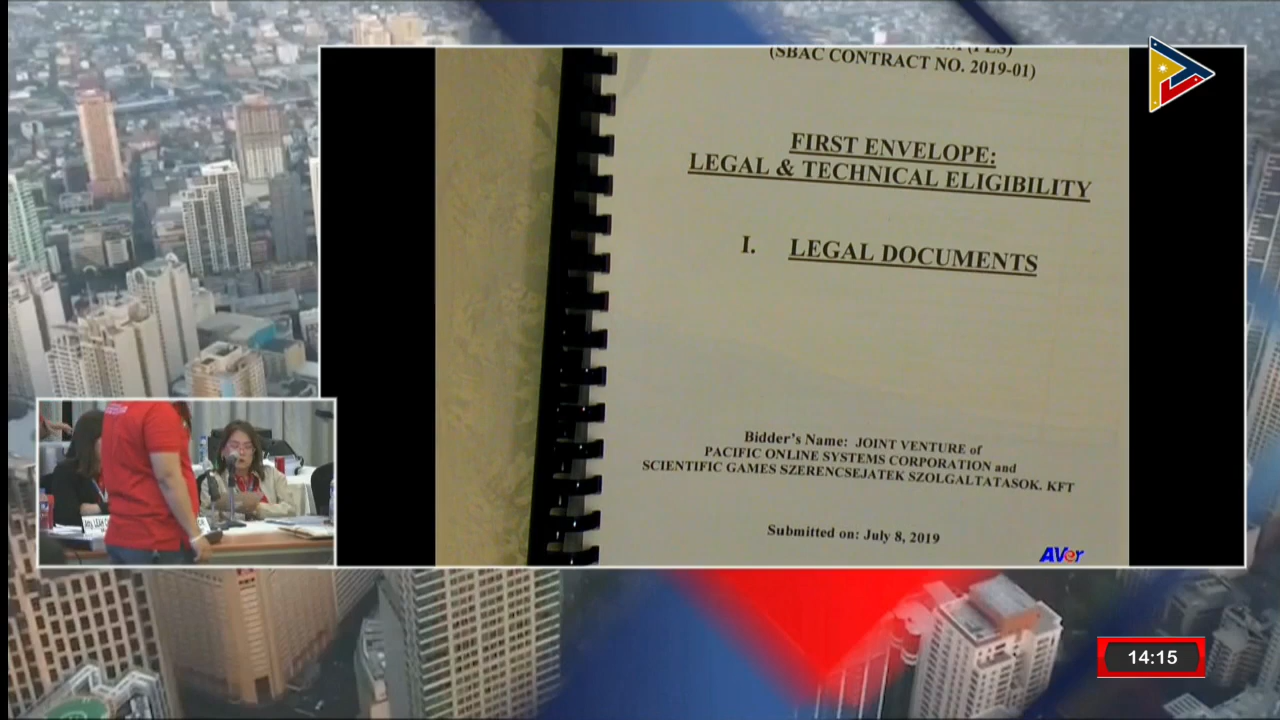 (SBAC CONTRACT NO. 2019-01)
FIRST ENVELOPE:
LEGAL & TECHNICAL ELIGIBILITY
I. LEGAL DOCUMENTS
Bidder's Name: JOINT VENTURE of
PACIFIC ONLINE SYSTEMS CORPORATION and
SCIENTIFIC GAMES SZERENCSEJATEK SZOLGALTATASOK. KFT
Submitted on: July 8, 2019
AVer
14:15